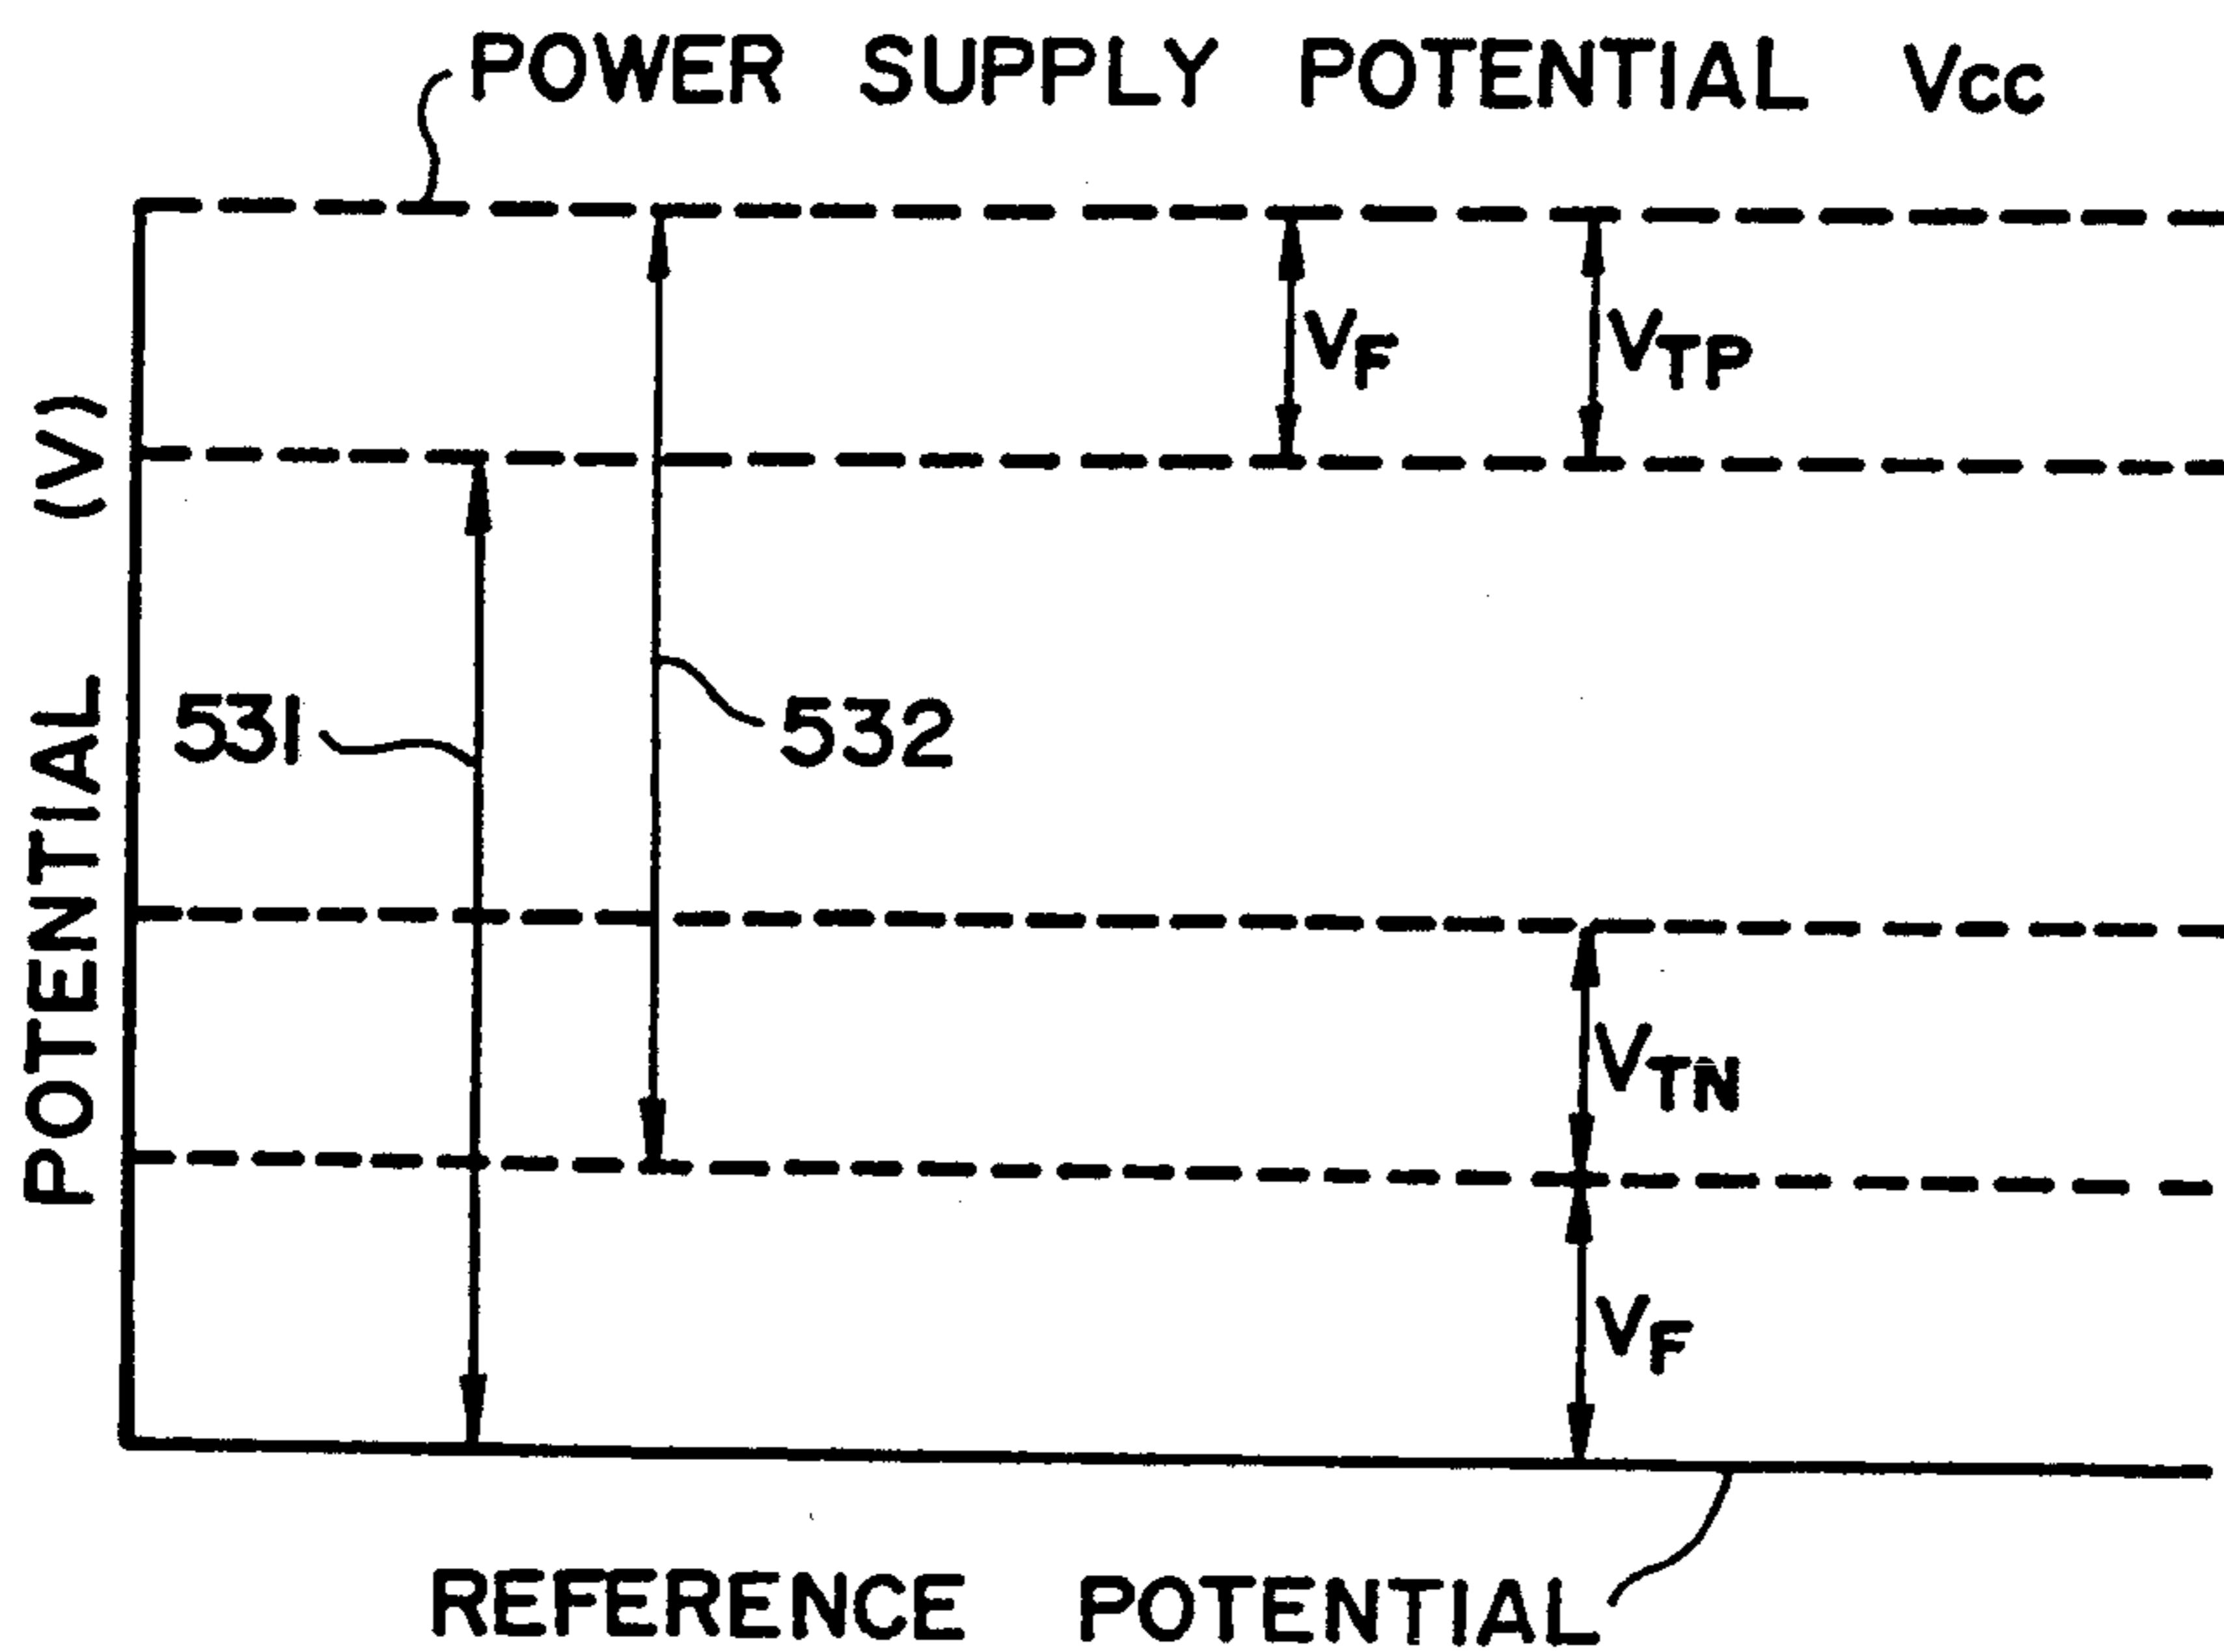 POWER SUPPLY POTENTIAL Vcc
VF
VTP
POTENTIAL (V)
531
532
VTN
VF
REFERENCE POTENTIAL